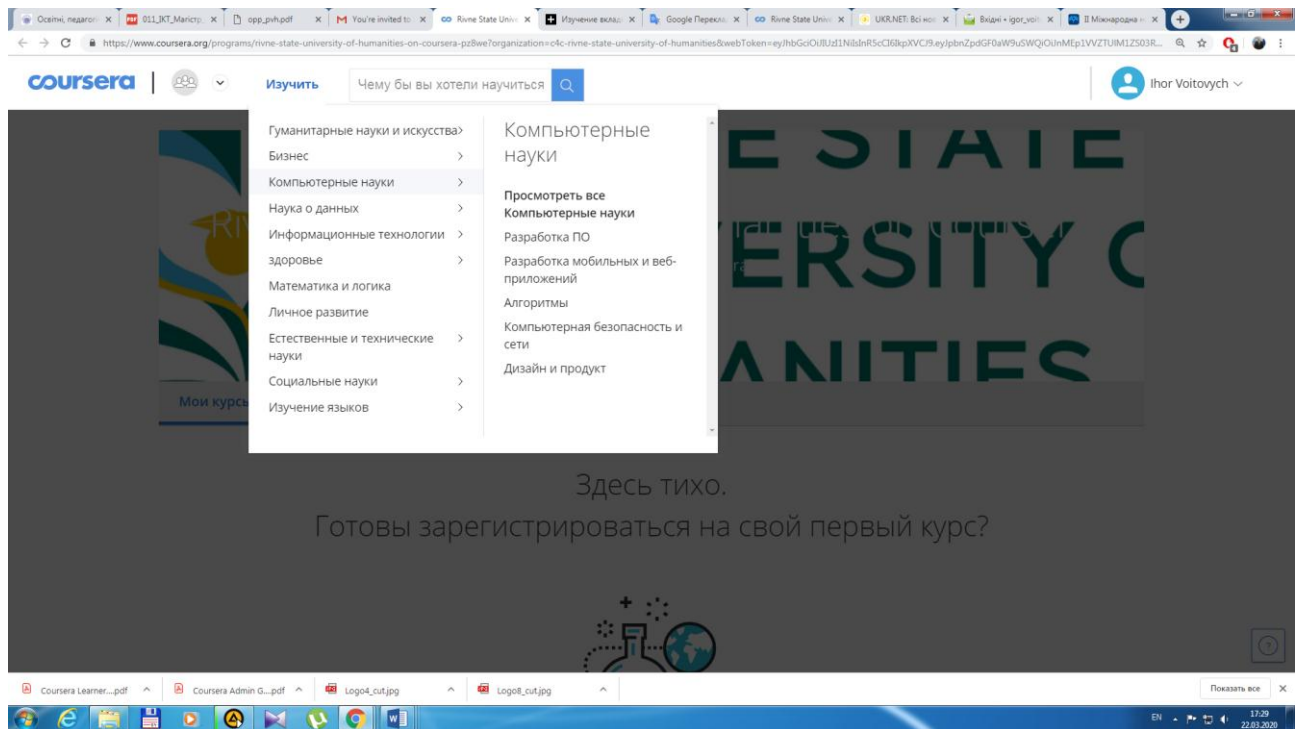 Освітні, педагог
011_ІКТ_Магістр
opp_pvh.pdf
You're invited to
Rivne State Univ
Изучение вклад
Google Перекла
Rivne State Univer
UKR.NET: Всі нов
Вхідні • igor_voit
II Міжнародна н
https://www.coursera.org/programs/rivne-state-university-of-humanities-on-coursera-pz8we?organization=c4c-rivne-state-university-of-humanities&webToken=
coursera
Изучить
Чему бы вы хотели научиться
Ihor Voitovych
Гуманитарные науки и искусства
Бизнес
Компьютерные науки
Наука о данных
Информационные технологии
здоровье
Математика и логика
Личное развитие
Естественные и технические
науки
Социальные науки
Изучение языков
Компьютерные
науки
Просмотреть все
Компьютерные науки
Разработка ПО
Разработка мобильных и веб-
приложений
Алгоритмы
Компьютерная безопасность и
сети
Дизайн и продукт
E STATE
ERSITY
ANITIES
Мои курсы
Здесь тихо.
Готовы зарегистрироваться на свой первый курс?
Coursera Learner....pdf
Coursera Admin G....pdf
Logo4_cut.jpg
Logo8_cut.jpg
Показать все
EN
17:29
22.03.2020